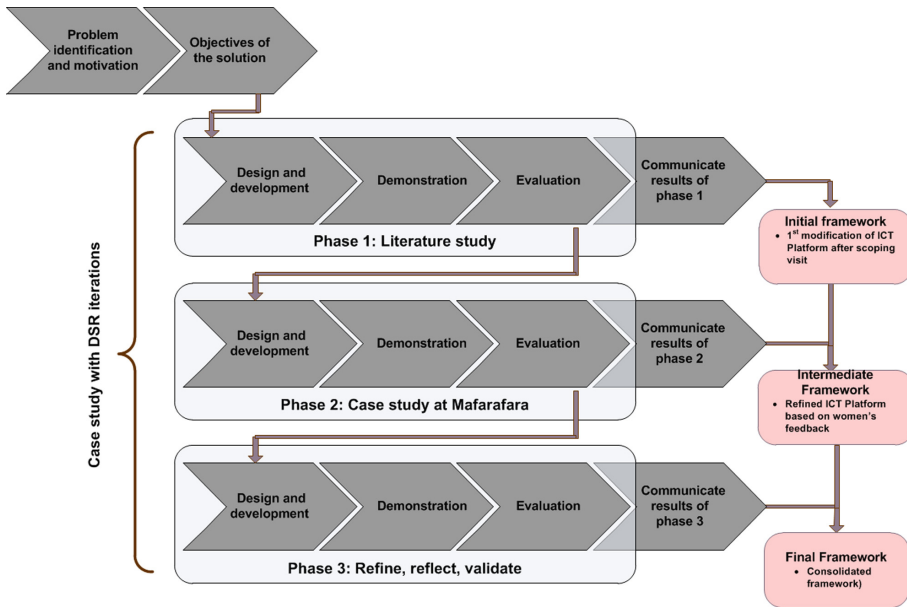 Problem
identification
and motivation
Objectives of
the solution
Case study with DSR iterations
Design and
development
Demonstration
Evaluation
Communicate
results of
phase 1
Phase 1: Literature study
Initial framework
• 1st modification of ICT
Platform after scoping
visit
Design and
development
Demonstration
Evaluation
Communicate
results of
phase 2
Phase 2: Case study at Mafarafara
Intermediate
Framework
• Refined ICT Platform
based on women's
feedback
Design and
development
Demonstration
Evaluation
Communicate
results of
phase 3
Phase 3: Refine, reflect, validate
Final Framework
• Consolidated
framework)